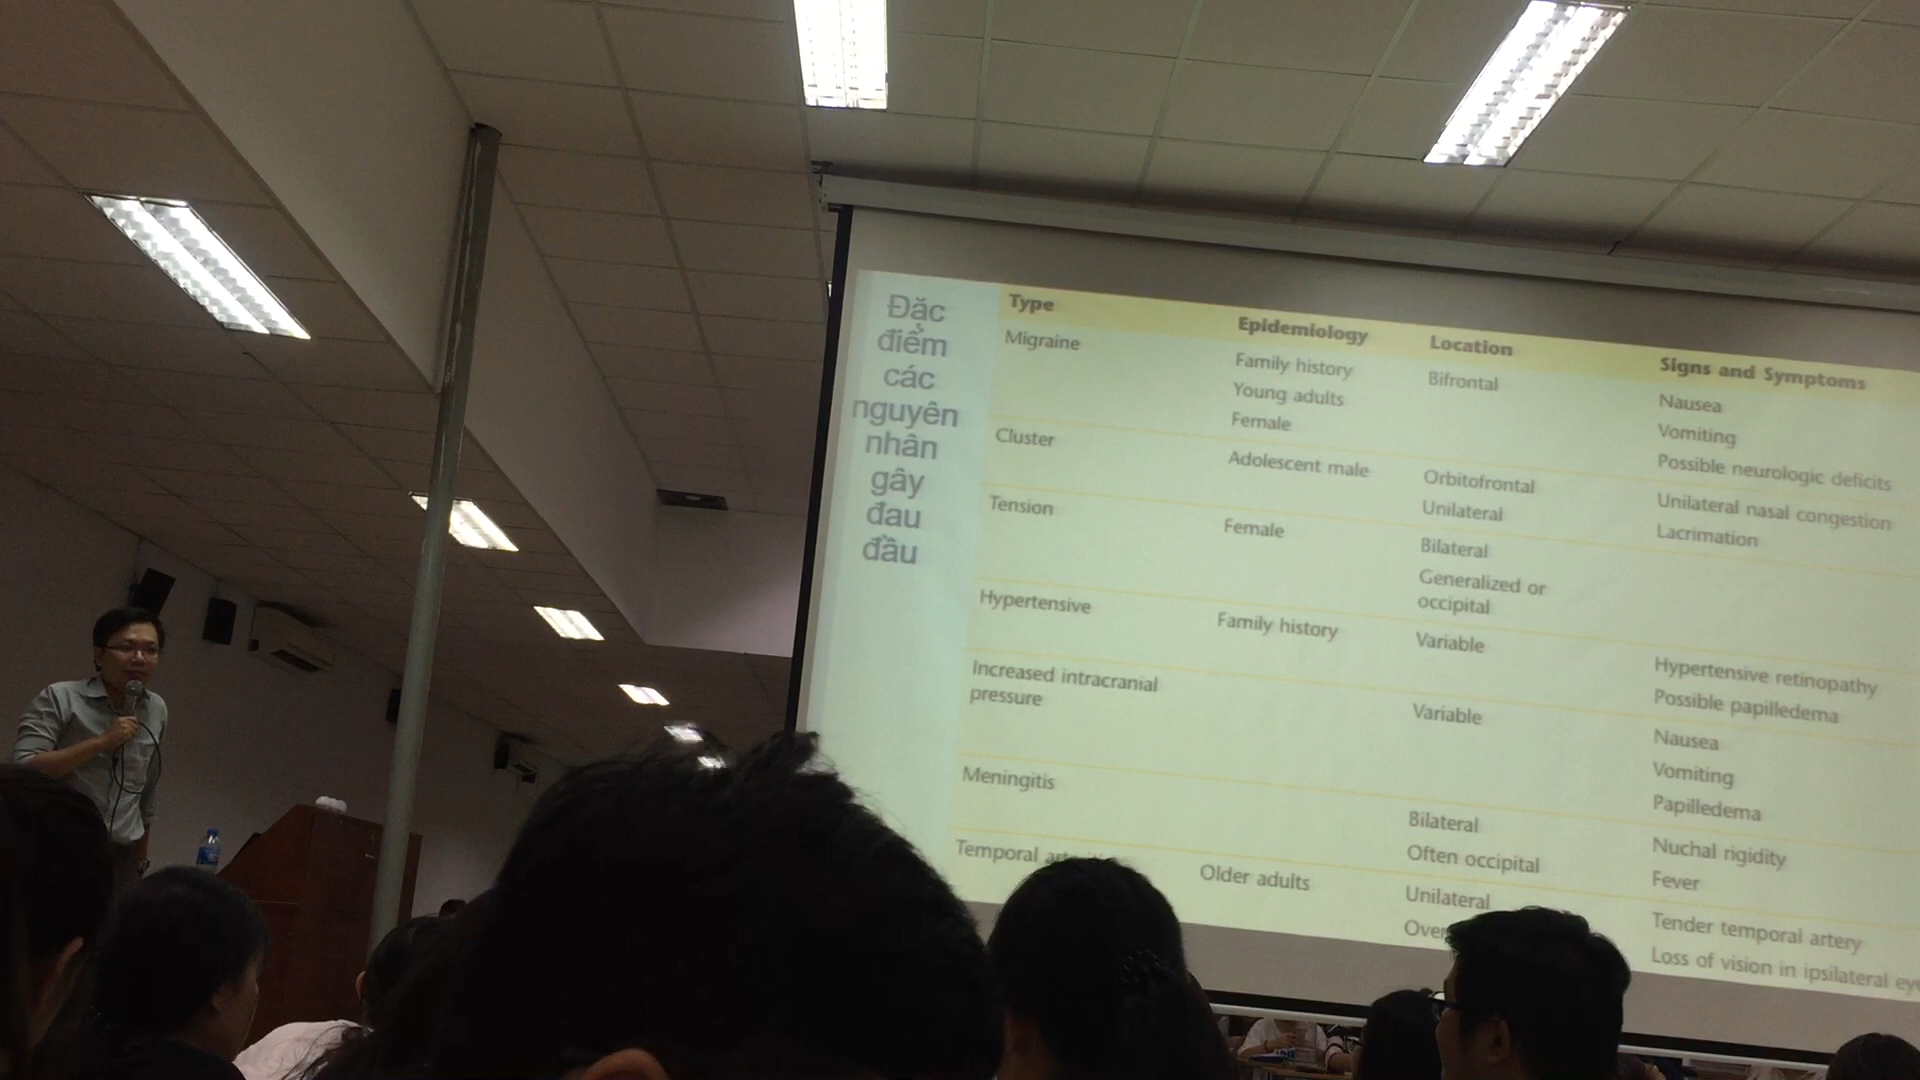 Đặc
điểm
các
nguyên
nhân
gây
đau
đầu
Type Epidemiology Location Signs and Symptoms
Migraine Family history Bifrontal Nausea
Young adults Vomiting
Female Possible neurologic deficits
Cluster Adolescent male Orbitofrontal Unilateral nasal congestion
Unilateral Lacrimation
Tension Female Bilateral
Generalized or
occipital
Hypertensive Family history Variable Hypertensive retinopathy
Possible papilledema
Increased intracranial Variable Nausea
pressure Vomiting
Papilledema
Meningitis Bilateral Nuchal rigidity
Often occipital Fever
Temporal Older adults Unilateral Tender temporal artery
Loss of vision in ipsilateral